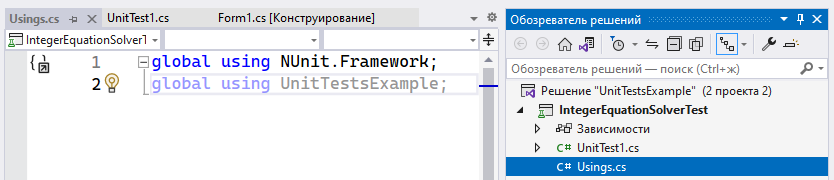 Usings.cs UnitTest1.cs Form1.cs [Конструирование]
IntegerEquationSolverT
1 global using NUnit.Framework;
2 global using UnitTestsExample;
Обозреватель решений
Обозреватель решений — поиск (Ctrl+ж)
Решение "UnitTestsExample" (2 проекта 2)
IntegerEquationSolverTest
Зависимости
C# UnitTest1.cs
C# Usings.cs